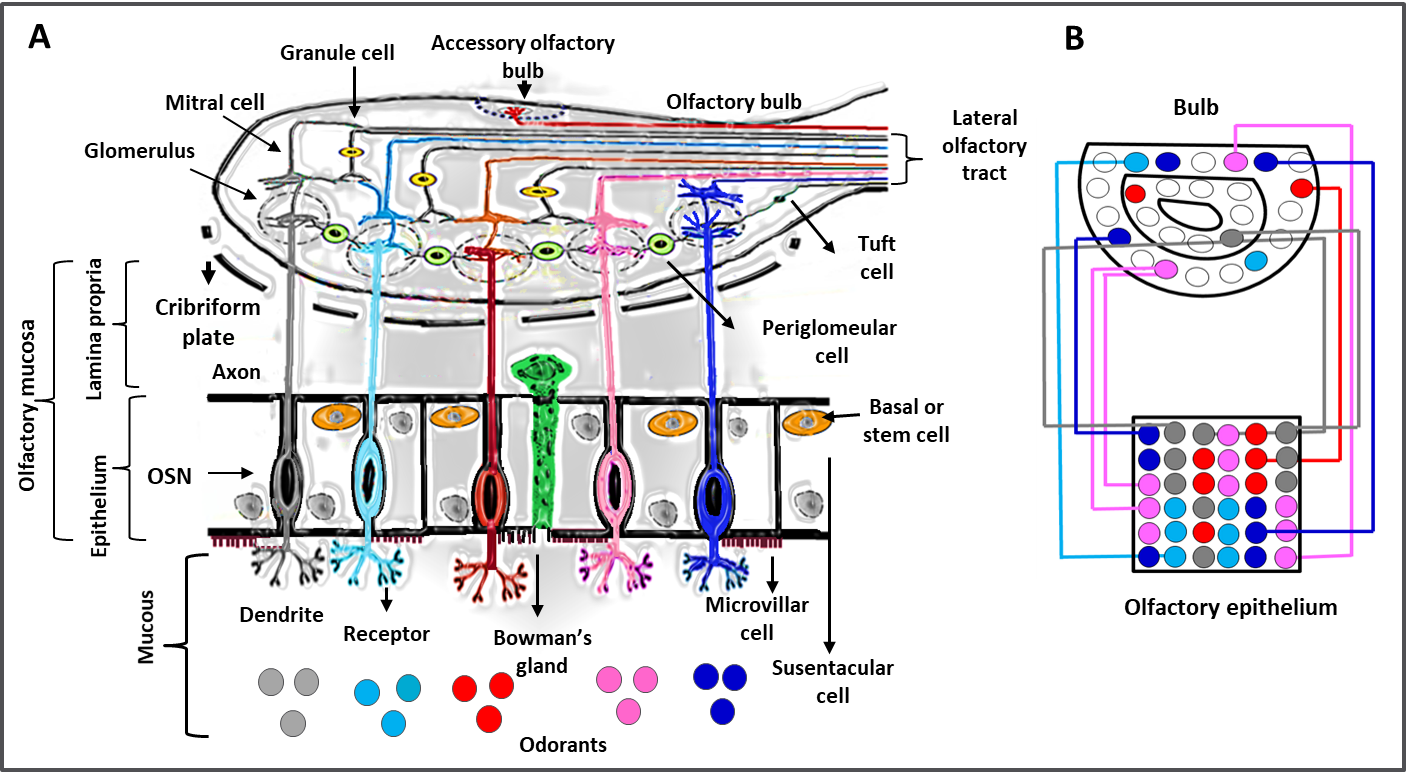 A
B
Granule cell
Accessory olfactory
bulb
Mitral cell
Olfactory bulb
Bulb
Glomerulus
Lateral
olfactory
tract
Tuft
cell
Cribriform
plate
Periglomeular
cell
Olfactory mucosa
Lamina propria
Axon
Basal or
stem cell
OSN
Epithelium
Olfactory epithelium
Mucous
Dendrite
Receptor
Bowman's
gland
Microvillar
cell
Susentacular
cell
Odorants